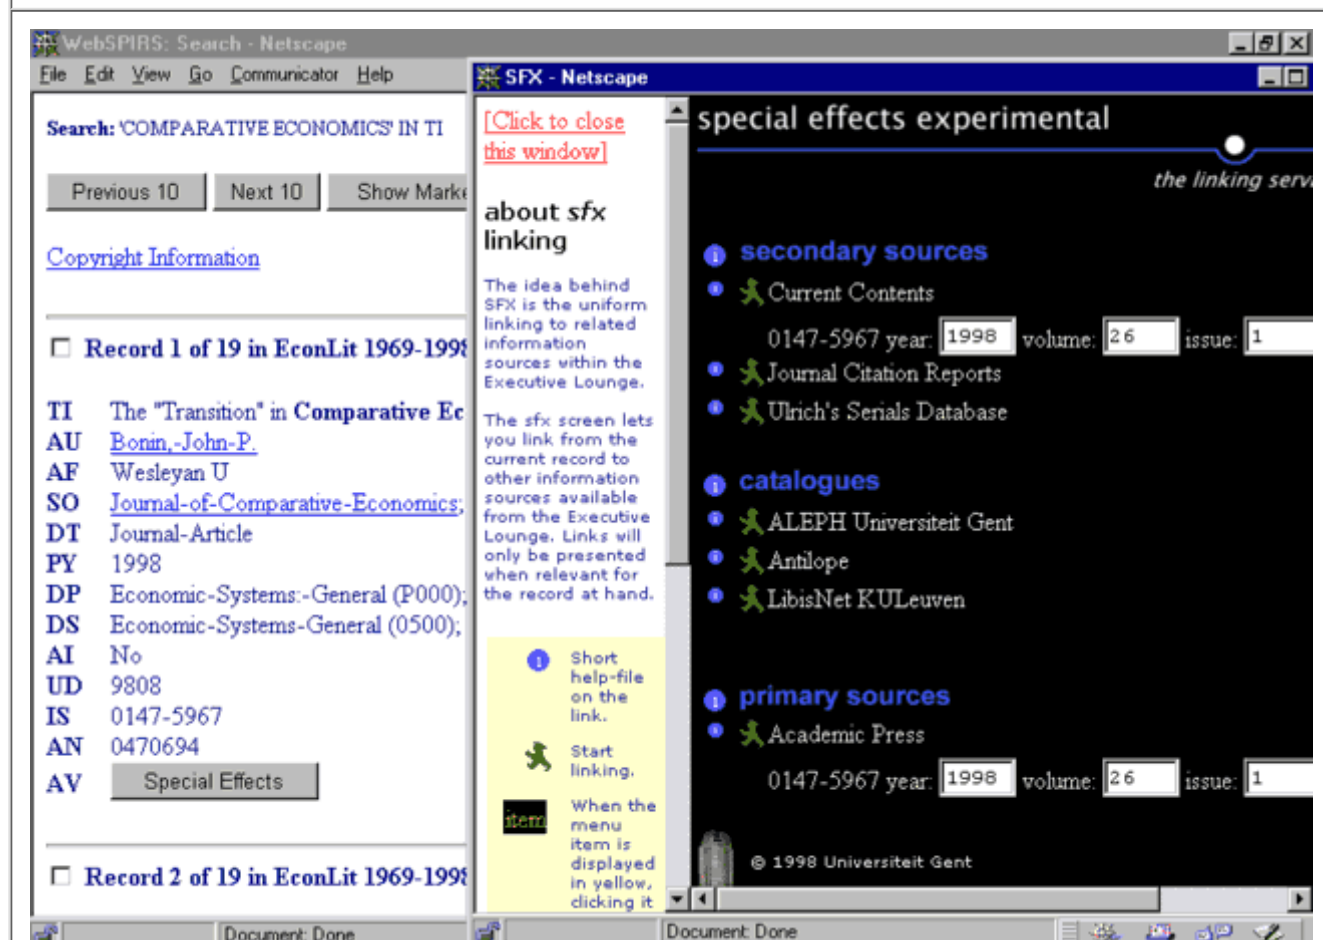 WebSPIRS: Search - Netscape
File Edit View Go Communicator Help
Search: 'COMPARATIVE ECONOMICS' IN TI
Previous 10 Next 10 Show Marke
Copyright Information
Record 1 of 19 in EconLit 1969-1998
TI The "Transition" in Comparative Ec
AU Bonin,-John-P.
AF Wesleyan U
SO Journal-of-Comparative-Economics;
DT Journal-Article
PY 1998
DP Economic-Systems:-General (P000);
DS Economic-Systems-General (0500);
AI No
UD 9808
IS 0147-5967
AN 0470694
AV Special Effects
Record 2 of 19 in EconLit 1969-1998
Document: Done
SFX - Netscape
[Click to close
this window]
about sfx
linking
The idea behind
SFX is the uniform
linking to related
information
sources within the
Executive Lounge.
The sfx screen lets
you link from the
current record to
other information
sources available
from the Executive
Lounge. Links will
only be presented
when relevant for
the record at hand.
i Short
help-file
on the
link.
Start
linking.
item When the
menu
item is
displayed
in yellow,
clicking it
special effects experimental
the linking servi
secondary sources
Current Contents
0147-5967 year: 1998 volume: 26 issue: 1
Journal Citation Reports
Ulrich's Serials Database
catalogues
ALEPH Universiteit Gent
Antilope
LibisNet KULeuven
primary sources
Academic Press
0147-5967 year: 1998 volume: 26 issue: 1
© 1998 Universiteit Gent
Document: Done